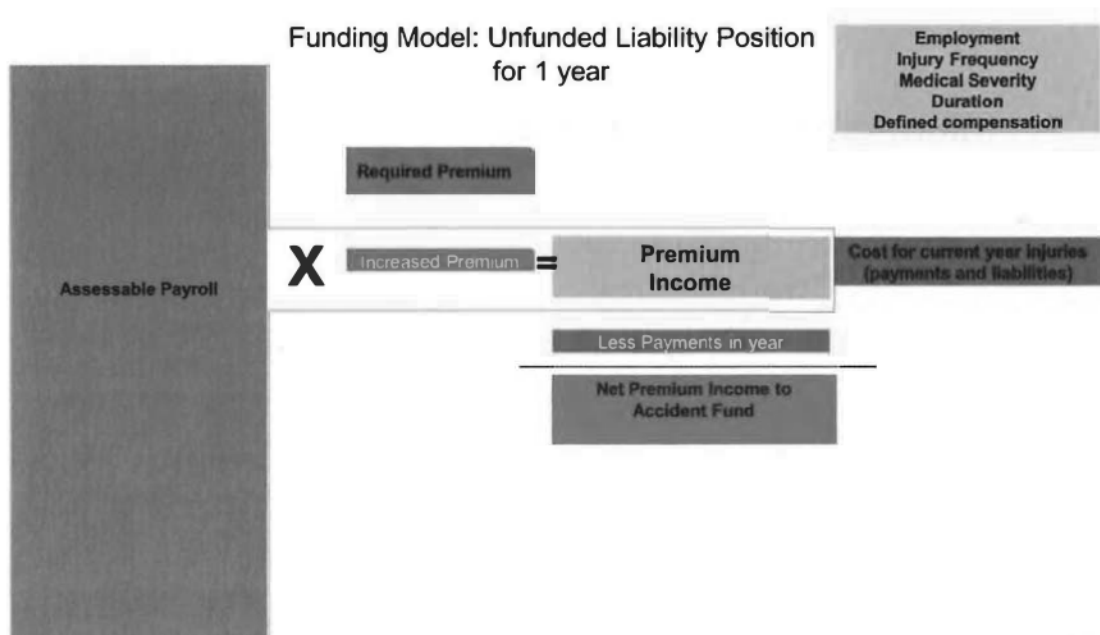 Funding Model: Unfunded Liability Position
for 1 year
Employment
Injury Frequency
Medical Severity
Duration
Defined compensation
Required Premium
Assessable Payroll
X
Increased Premium
=
Premium
Income
Cost for current year injuries
(payments and liabilities)
Less Payments in year
Net Premium Income to
Accident Fund